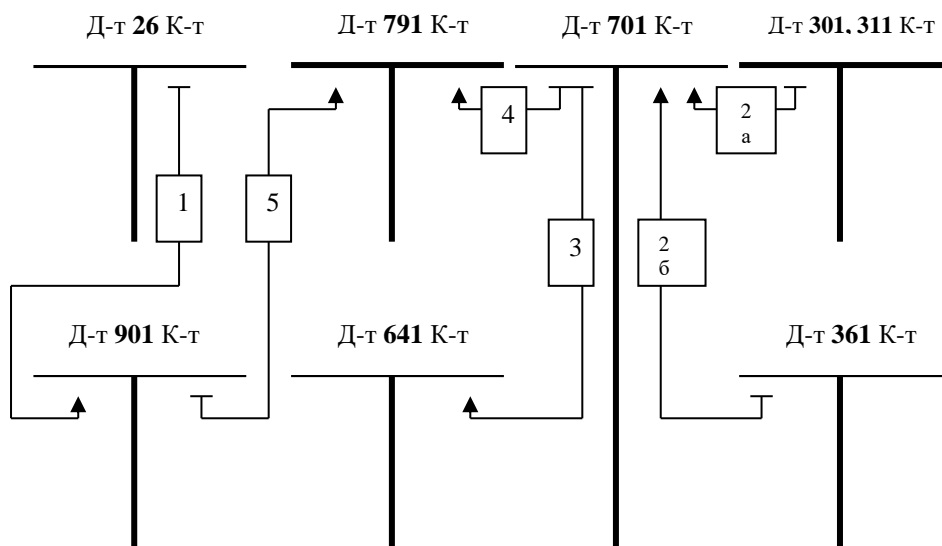 Д-т 26 К-т
Д-т 791 К-т
Д-т 701 К-т
Д-т 301, 311 К-т
4
2
а
1
5
3
2
б
Д-т 901 К-т
Д-т 641 К-т
Д-т 361 К-т